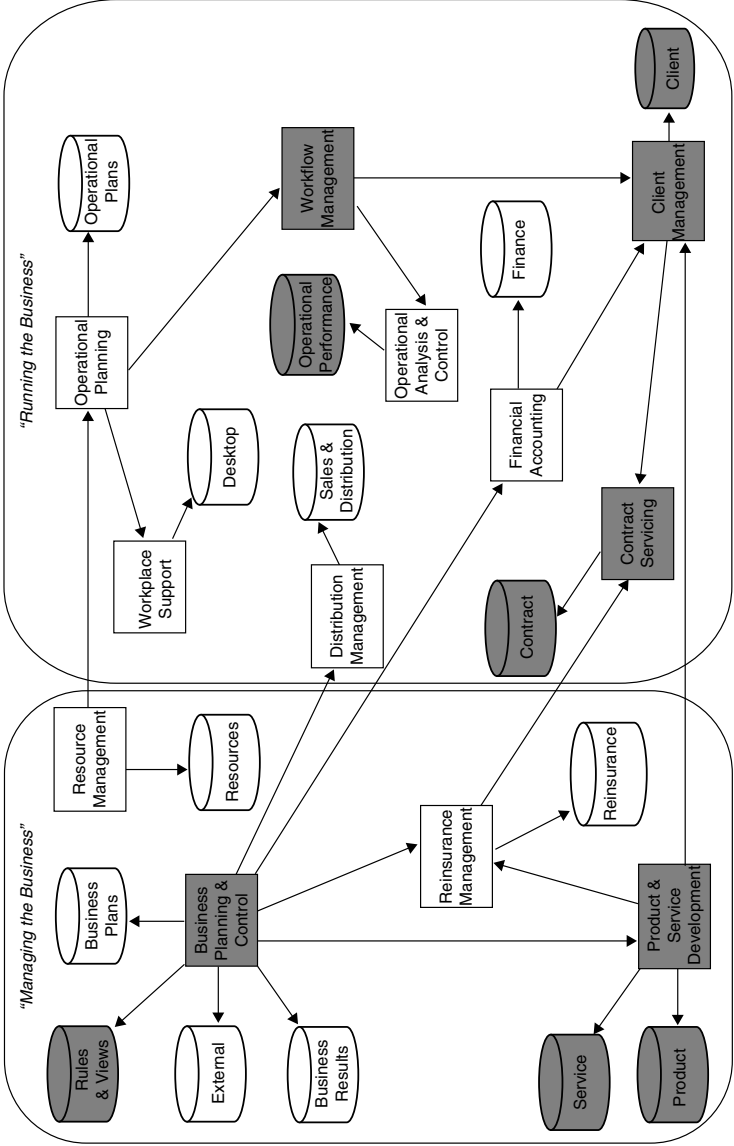 “Managing the Business”
Rules
& Views
External
Business
Results
Business
Plans
Business
Planning &
Control
Resource
Management
Resources
Reinsurance
Management
Reinsurance
Service
Product
Product &
Service
Development
“Running the Business”
Operational
Planning
Operational
Plans
Workplace
Support
Desktop
Workflow
Management
Operational
Performance
Operational
Analysis &
Control
Sales &
Distribution
Distribution
Management
Finance
Financial
Accounting
Contract
Contract
Servicing
Client
Management
Client